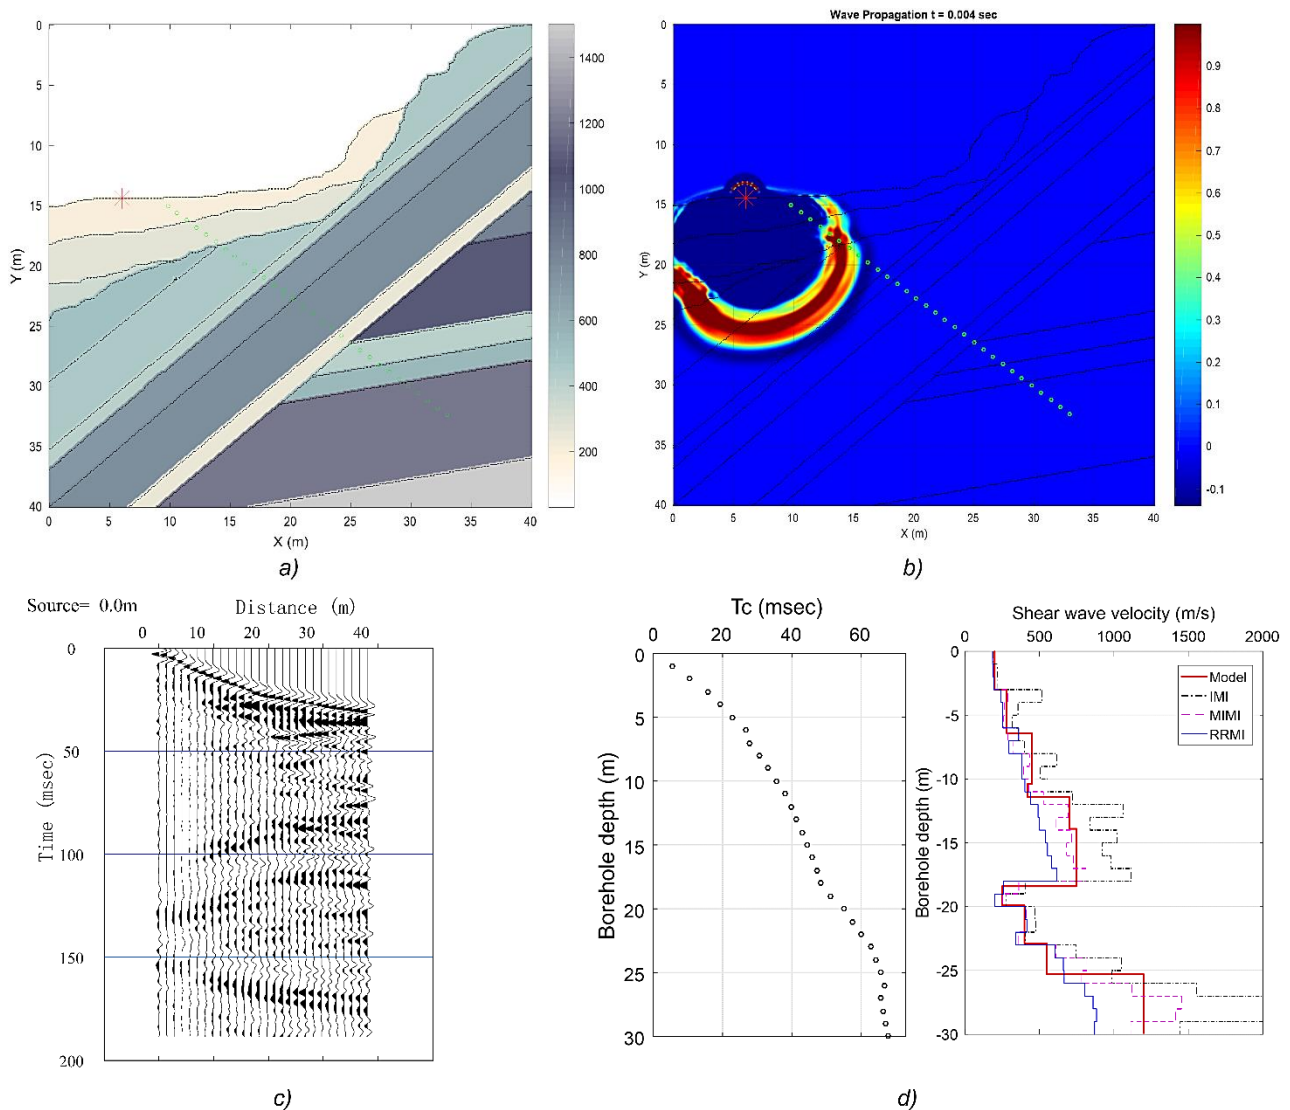 0
5
10
15
20
25
30
35
40
Y (m)
0 5 10 15 20 25 30 35 40
X (m)
1400
1200
1000
800
600
400
200
a)
Wave Propagation t = 0.004 sec
0
5
10
15
20
25
30
35
40
Y (m)
0 5 10 15 20 25 30 35 40
X (m)
0.9
0.8
0.7
0.6
0.5
0.4
0.3
0.2
0.1
0
-0.1
b)
Source= 0.0m Distance (m)
0 10 20 30 40
0
50
100
150
200
Time (msec)
c)
Tc (msec)
0 20 40 60
0
5
10
15
20
25
30
Borehole depth (m)
Shear wave velocity (m/s)
0 500 1000 1500 2000
0
-5
-10
-15
-20
-25
-30
Borehole depth (m)
Model
IMI
MIMI
RRMI
d)